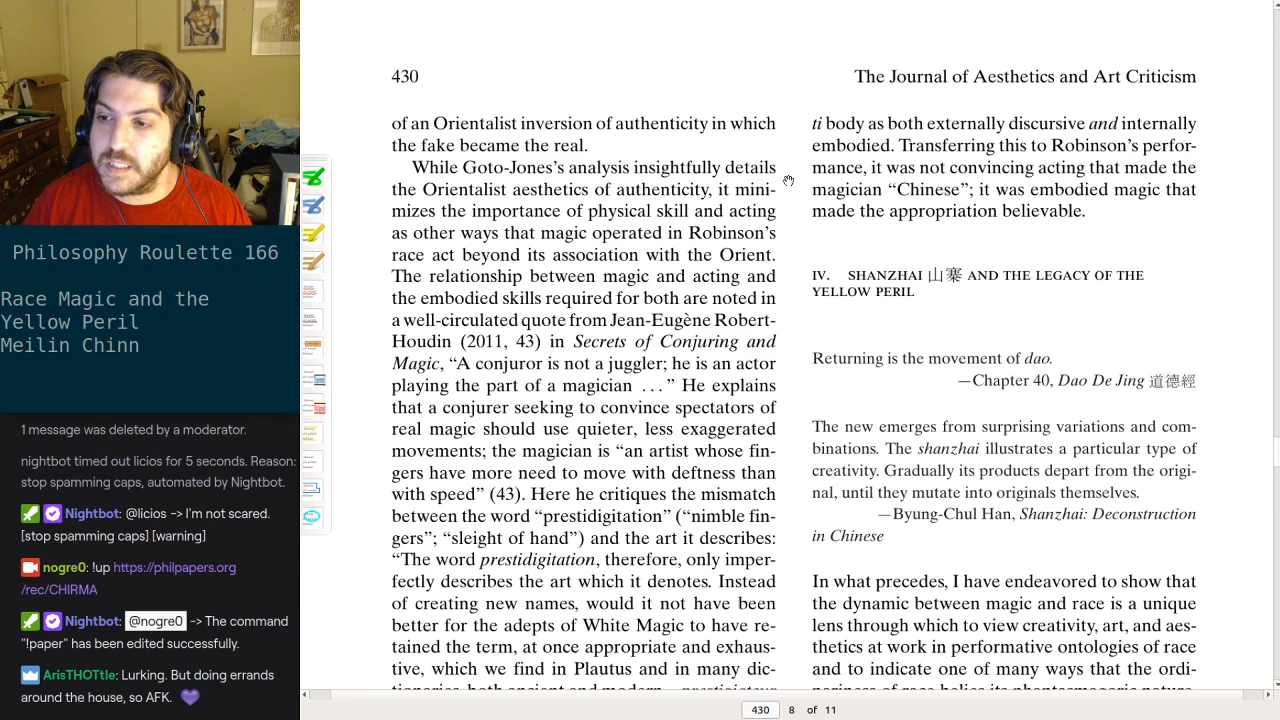 430
The Journal of Aesthetics and Art Criticism
of an Orientalist inversion of authenticity in which
the fake became the real.
While Goto-Jones's analysis insightfully details
the Orientalist aesthetics of authenticity, it mini-
mizes the importance of physical skill and acting
as other ways that magic operated in Robinson's
race act beyond its association with the Orient.
The relationship between magic and acting and
the embodied skills required for both are noted in
a well-circulated quote from Jean-Eugène Robert-
Houdin (2011, 43) in Secrets of Conjuring and
Magic, “A conjuror is not a juggler; he is an actor
playing the part of a magician . . . ” He explains
that a conjurer seeking to convince spectators of
real magic should use quieter, less exaggerated
movements, the magician is “an artist whose fin-
gers have more need to move with deftness than
with speed” (43). Here he critiques the mismatch
between the word “prestidigitation” (“nimble fin-
gers”; “sleight of hand”) and the art it describes:
“The word prestidigitation, therefore, only imper-
fectly describes the art which it denotes. Instead
of creating new names, would it not have been
better for the adepts of White Magic to have re-
tained the term, at once appropriate and exhaus-
tive, which we find in Plautus and in many dic-
tionaries, both ancient and modern—prestigiateur
ti body as both externally discursive and internally
embodied. Transferring this to Robinson's perfor-
mance, it was not convincing acting that made the
magician “Chinese”; it was embodied magic that
made the appropriation believable.
IV. SHANZHAI 山寨 AND THE LEGACY OF THE
YELLOW PERIL
Returning is the movement of dao.
—Chapter 40, Dao De Jing 道德經
The new emerges from surprising variations and com-
binations. The shanzhai illustrates a particular type of
creativity. Gradually its products depart from the origi-
nal, until they mutate into originals themselves.
—Byung-Chul Han, Shanzhai: Deconstruction
in Chinese
In what precedes, I have endeavored to show that
the dynamic between magic and race is a unique
lens through which to view creativity, art, and aes-
thetics at work in performative ontologies of race
and to indicate one of many ways that the ordi-
nariness of race belies its phantasmagoric nature.
Philosophy Roulette 166
Race Magic and the
Yellow Peril
Meilin Chinn
1 message was deleted by a moderator.
nightbot timed out licios for 5 seconds. Reason:
stop spamming caps, automated by Nightbot.
Nightbot: @licios -> I'm not scared.
[stop spamming caps] [warning]
nogre0: !up https://philpapers.org
/rec/CHIRMA
Nightbot: @nogre0 -> The command
"!paper" has been edited successfully.
ArisTHOTtle: Lurking. But doing errands
around the house, so AFK.
430 8 of 11